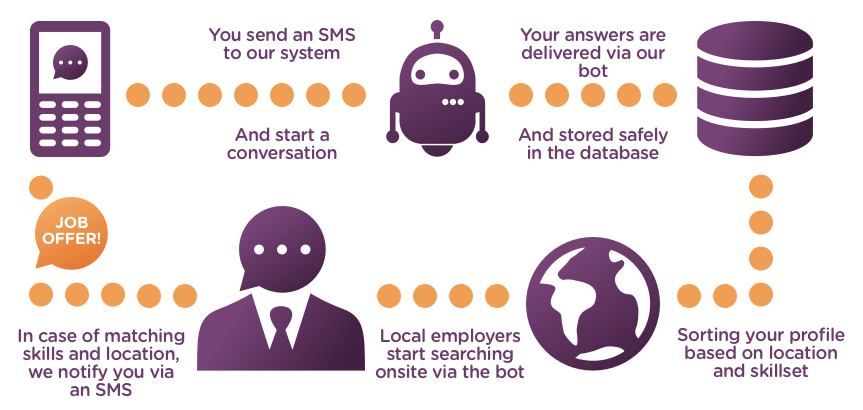 You send an SMS
to our system
And start a
conversation
Your answers are
delivered via our
bot
And stored safely
in the database
Sorting your profile
based on location
and skillset
Local employers
start searching
onsite via the bot
In case of matching
skills and location,
we notify you via
an SMS
JOB
OFFER!